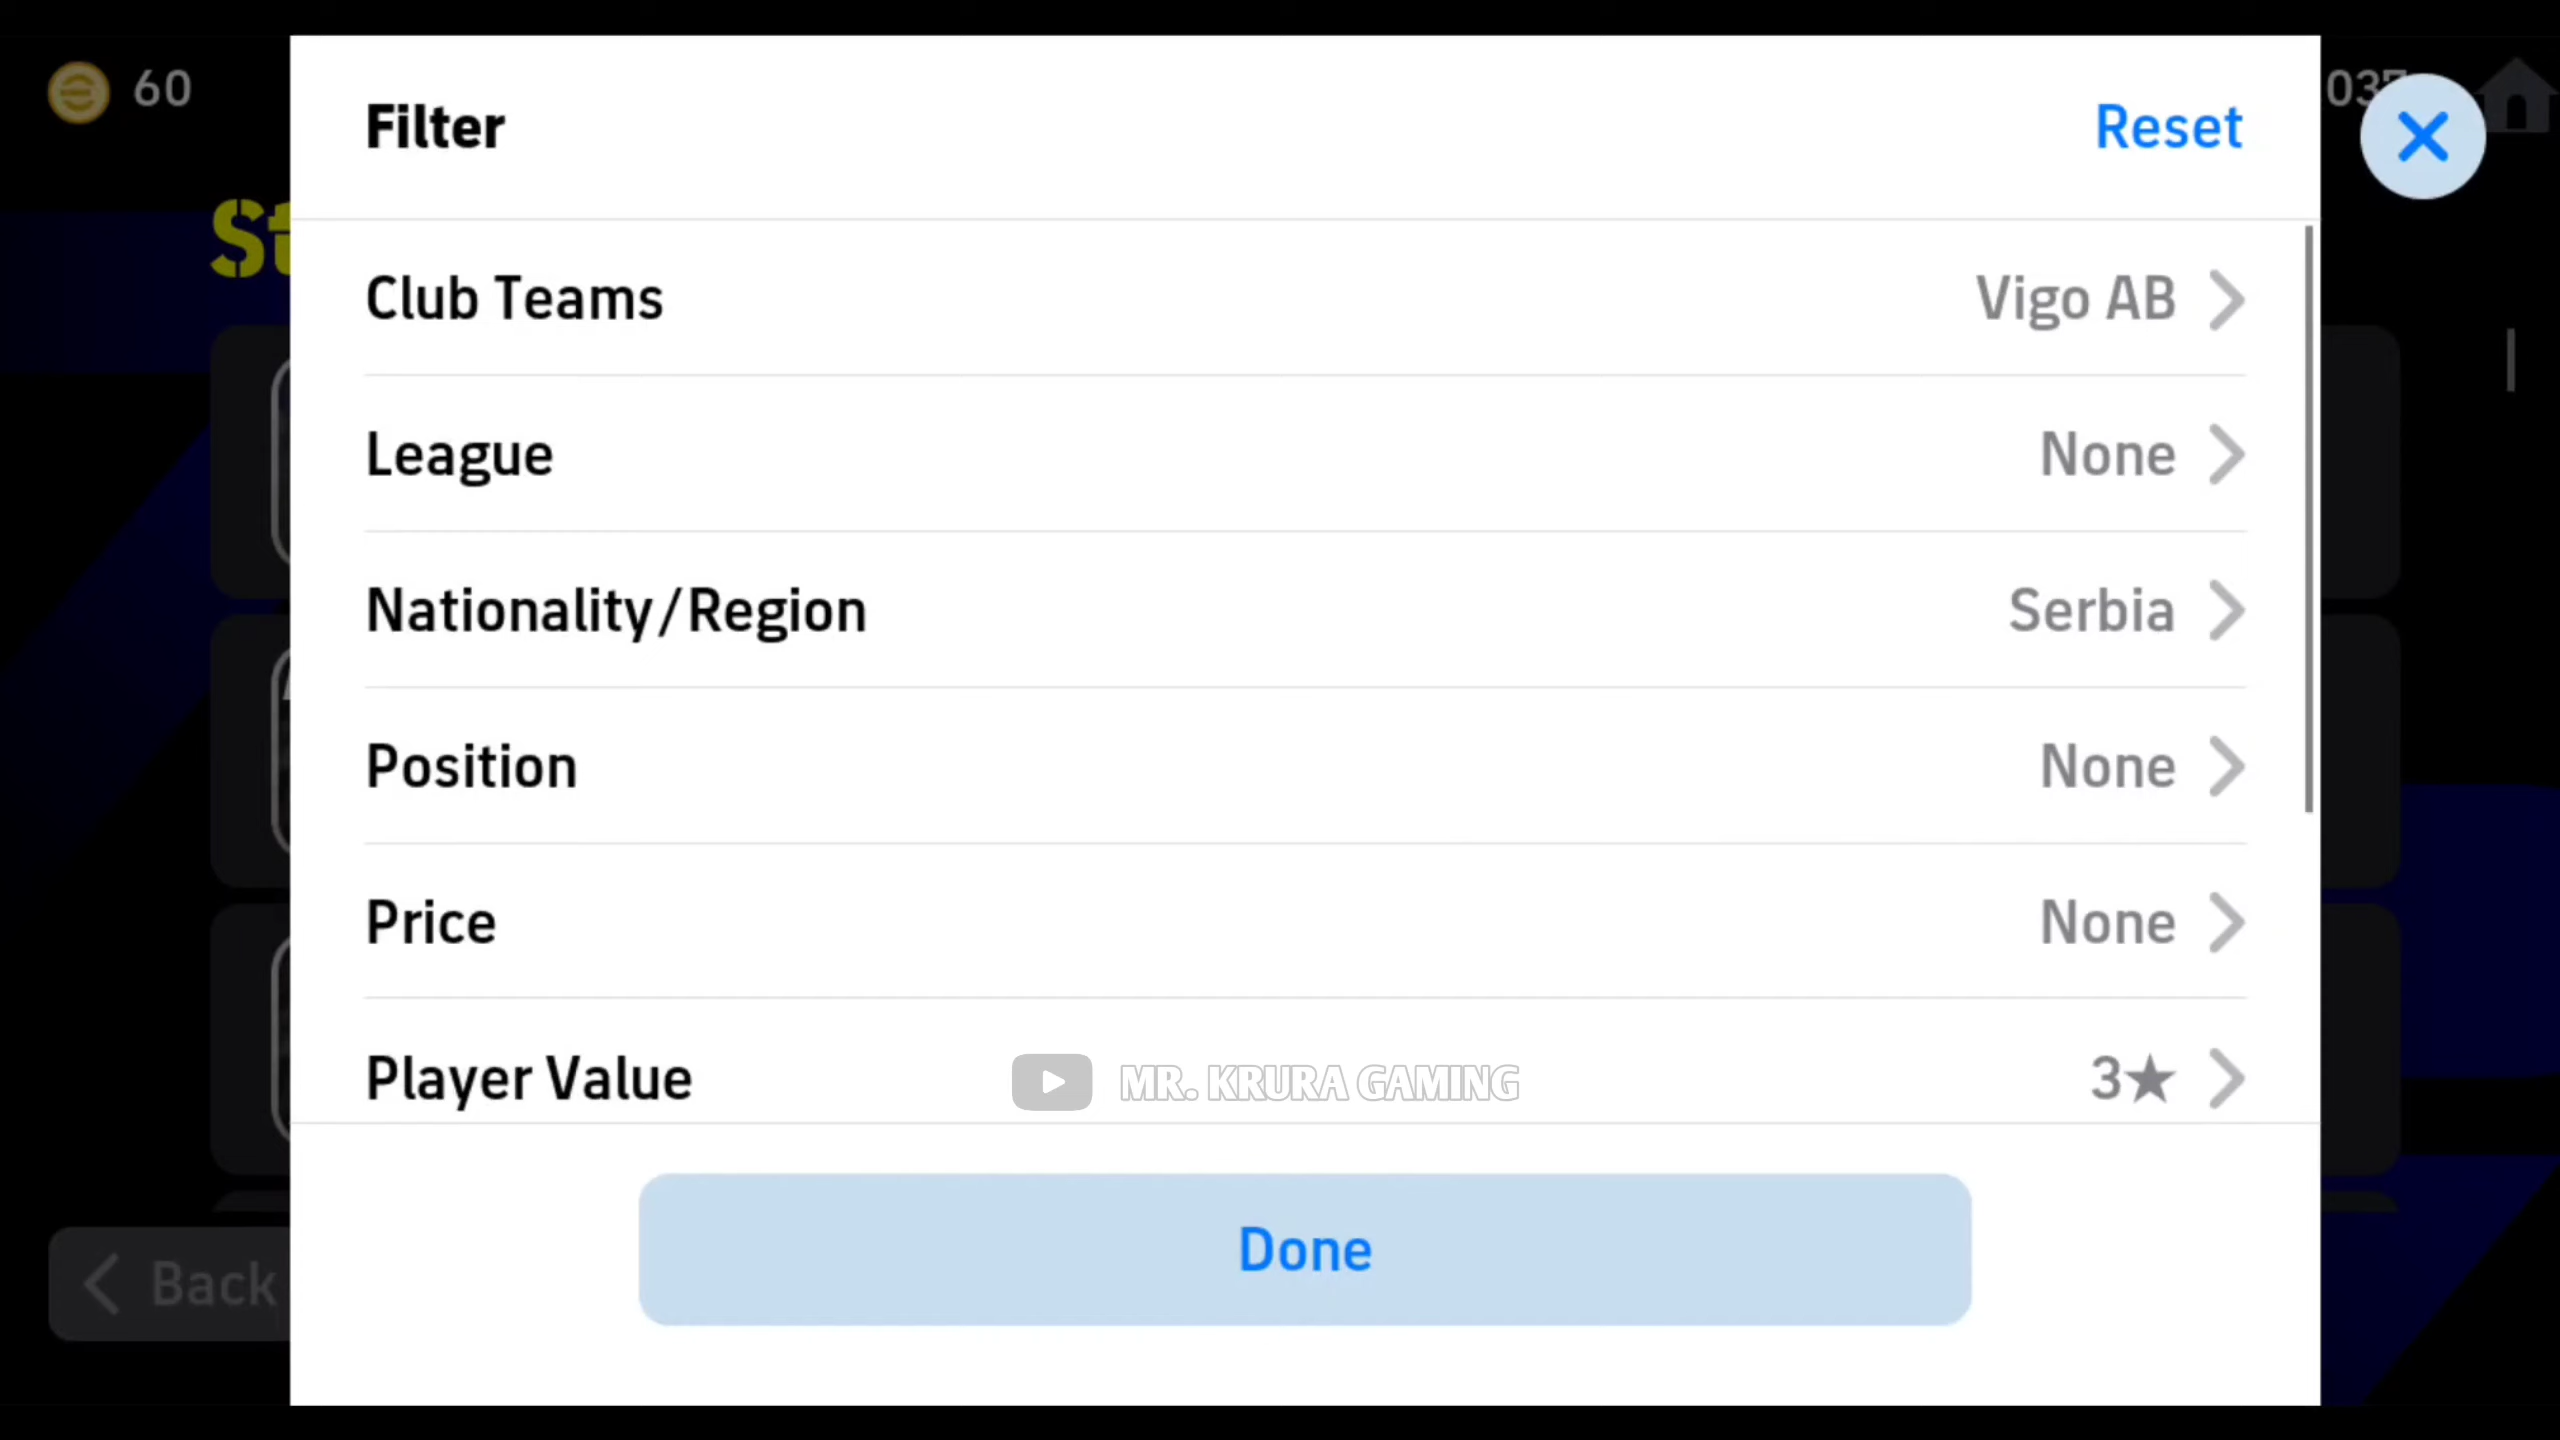 60
Filter
Reset
St
Club Teams
Vigo AB
League
None
Nationality/Region
Serbia
Position
None
Price
None
Player Value
3★
MR. KRURA GAMING
Done
Back